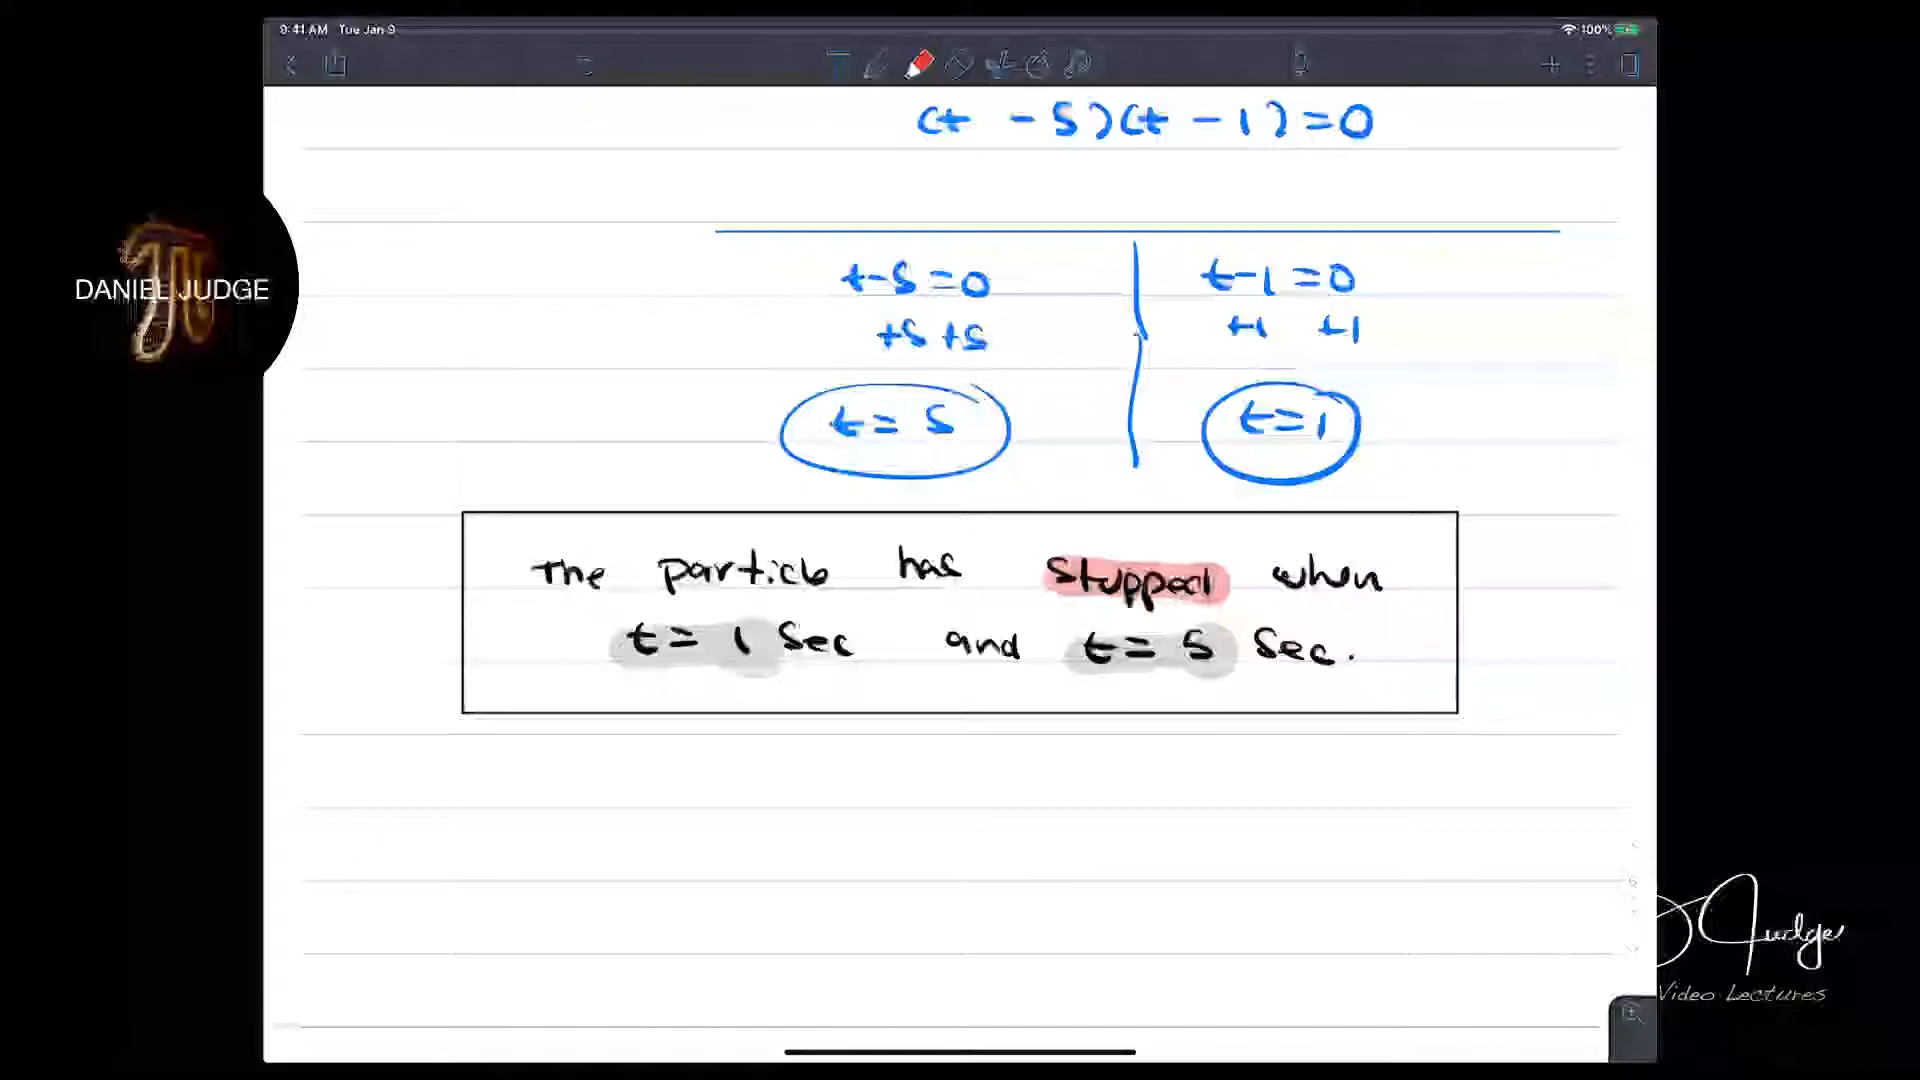 9:41 AM Tue Jan 9
100%
(t - 5)(t - 1) = 0
t - 5 = 0
t - 1 = 0
+5 +5
+1 +1
t = 5
t = 1
DANIEL JUDGE
The particle has stopped when
t = 1 sec and t = 5 sec.
Judge
Video Lectures